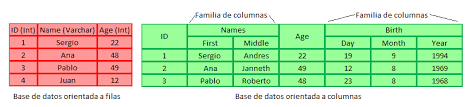 Familia de columnas
Familia de columnas
ID (Int) Name (Varchar) Age (Int)
1 Sergio 22
2 Ana 48
3 Pablo 49
4 Juan 12
Base de datos orientada a filas
ID Names Age Birth
First Middle Day Month Year
1 Sergio Andres 22 19 9 1994
2 Ana Janneth 49 12 8 1969
3 Pablo Roberto 48 23 8 1968
Base de datos orientada a columnas